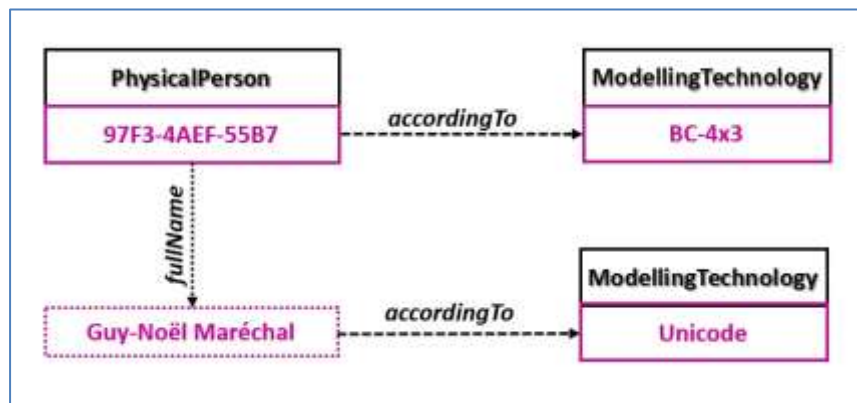 PhysicalPerson
ModellingTechnology
97F3-4AEF-55B7
accordingTo
BC-4x3
fullName
ModellingTechnology
Guy-Noël Maréchal
accordingTo
Unicode